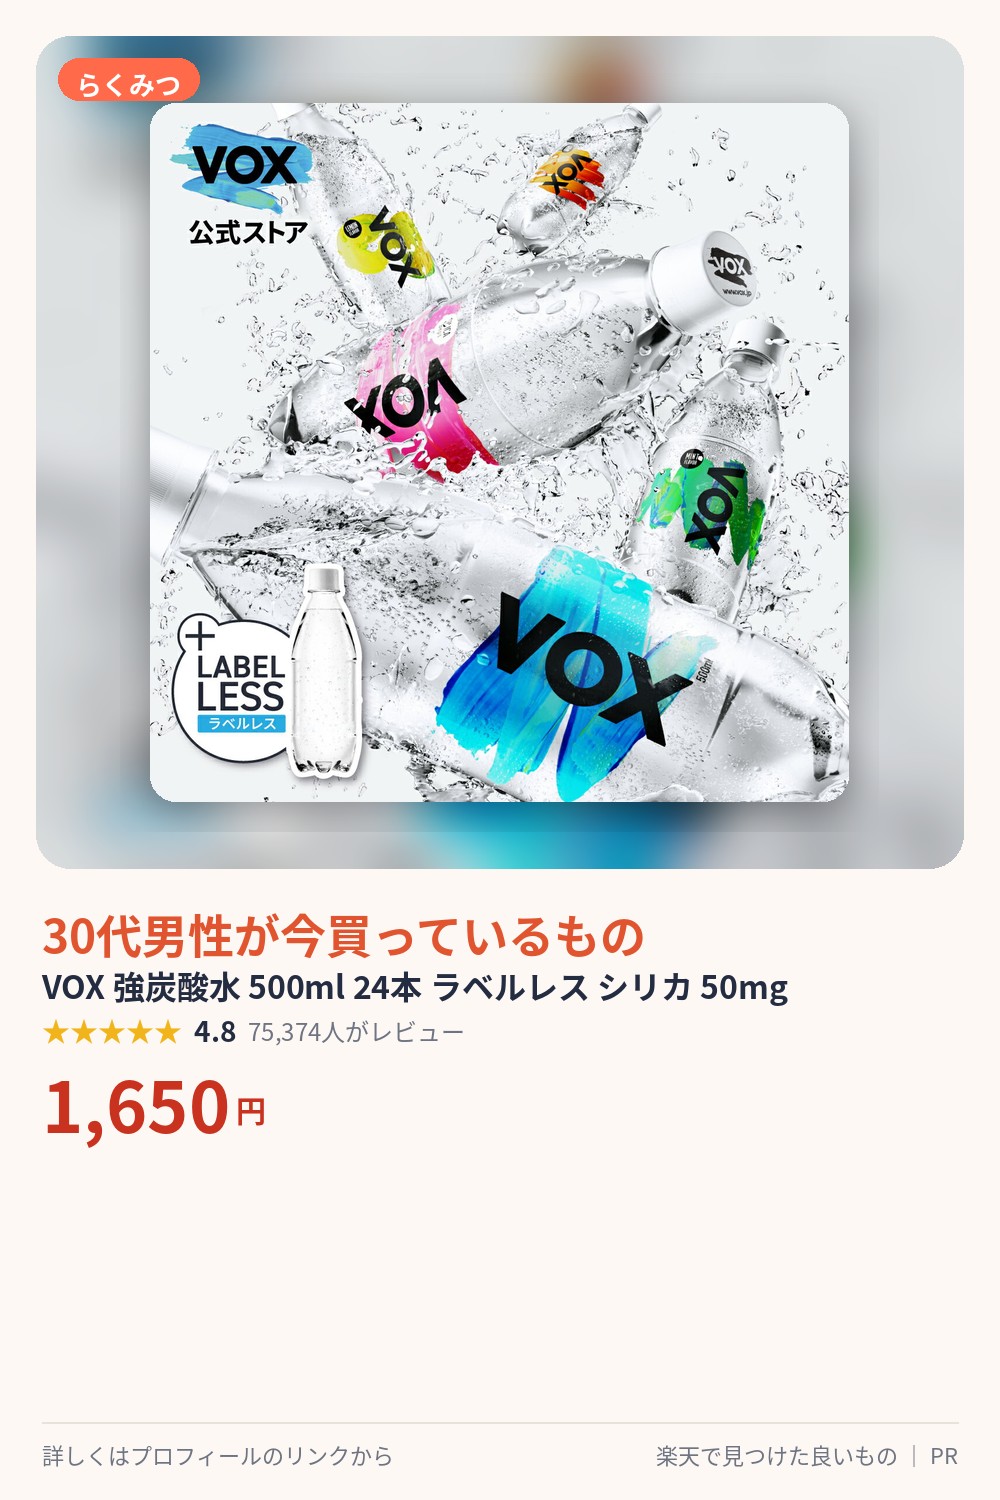 らくみつ
VOX
公式ストア
VOX
VOX
VOX
www.vox.jp
VOX
MINT
FLAVOR
VOX
VOX
500ml
+
LABEL
LESS
ラベルレス
30代男性が今買っているもの
VOX 強炭酸水 500ml 24本 ラベルレス シリカ 50mg
★★★★★ 4.8 75,374人がレビュー
1,650円
詳しくはプロフィールのリンクから
楽天で見つけた良いもの | PR